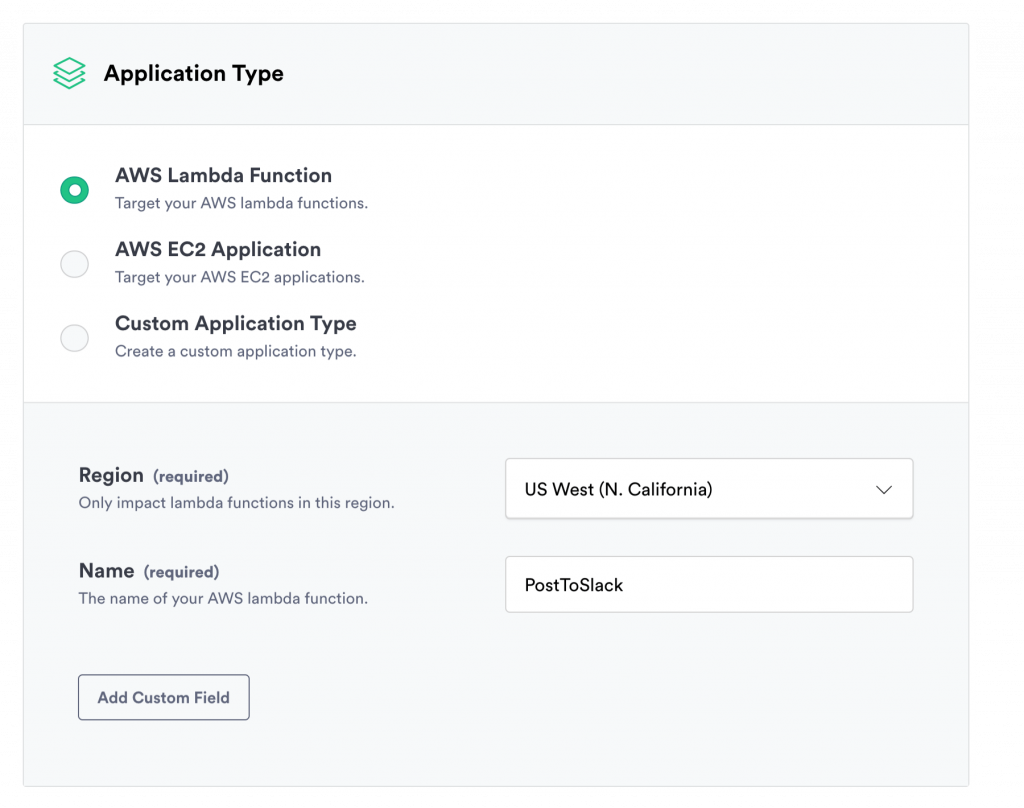 Application Type
AWS Lambda Function
Target your AWS lambda functions.
AWS EC2 Application
Target your AWS EC2 applications.
Custom Application Type
Create a custom application type.
Region (required)
Only impact lambda functions in this region.
US West (N. California)
Name (required)
The name of your AWS lambda function.
PostToSlack
Add Custom Field